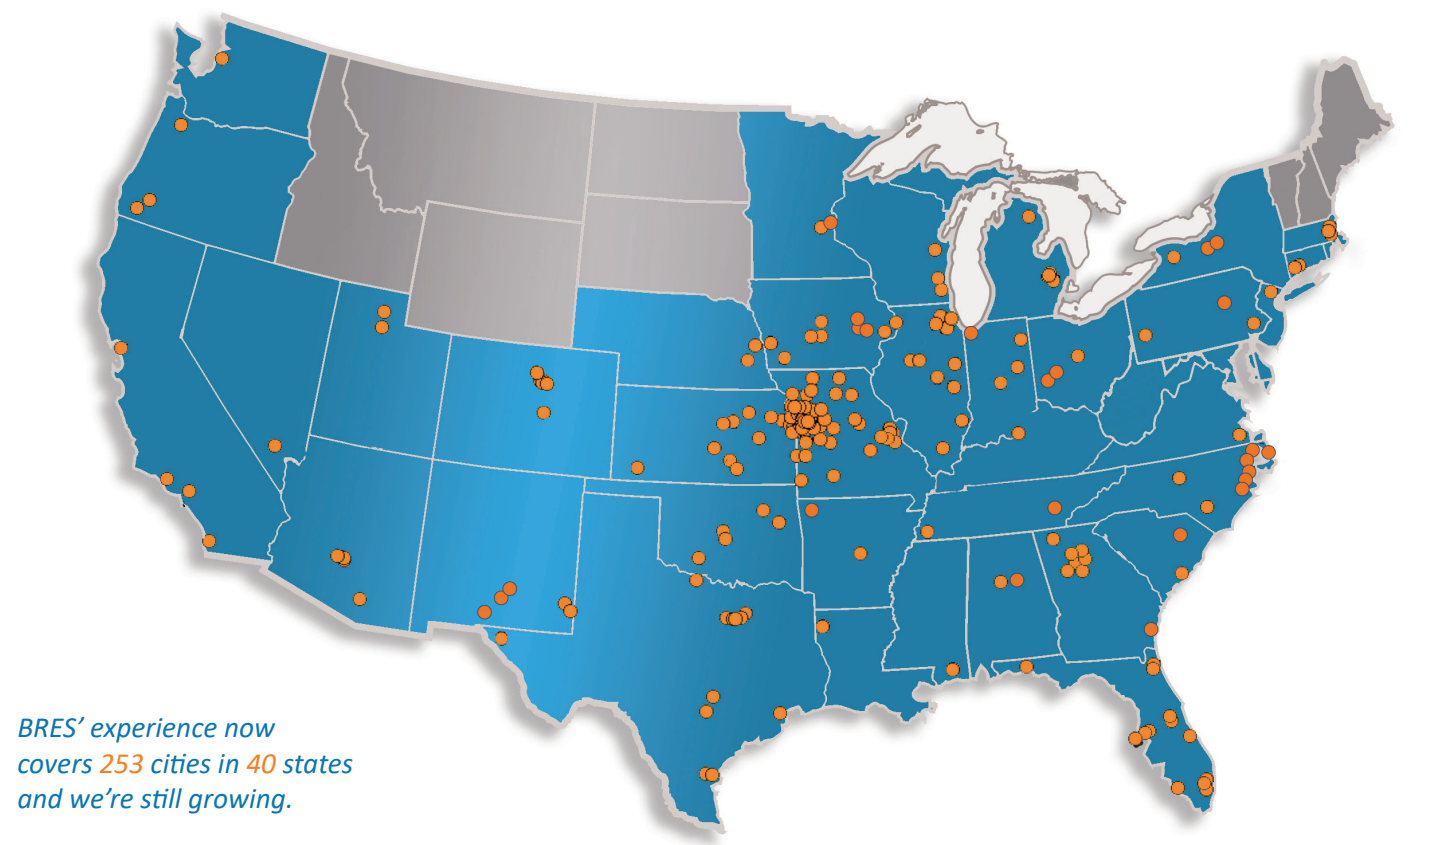 BRES’ experience now
covers 253 cities in 40 states
and we’re still growing.